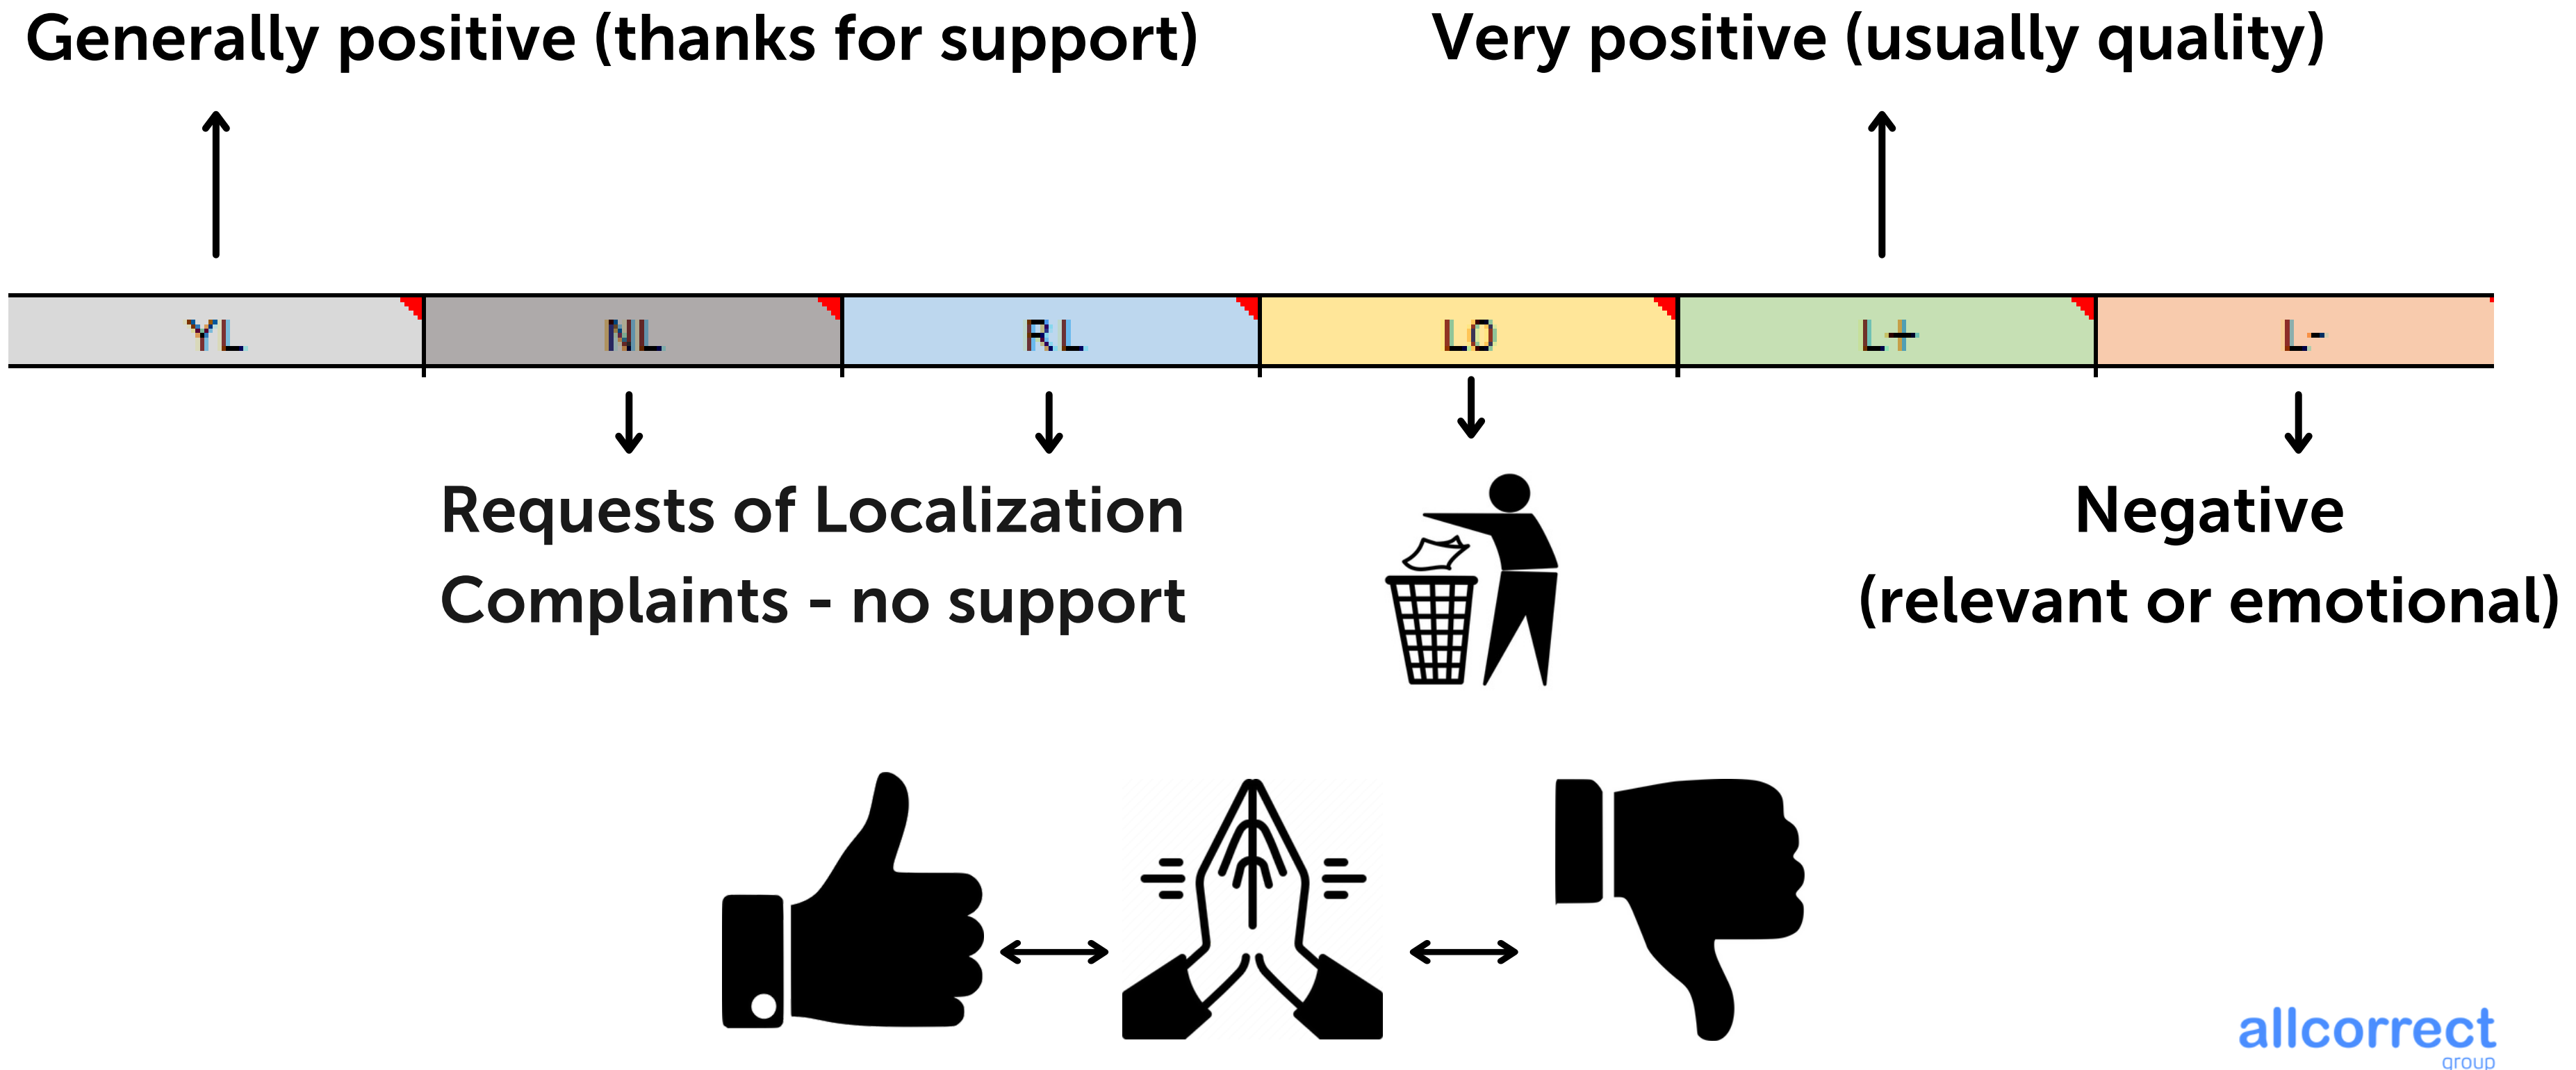 Generally positive (thanks for support)
Very positive (usually quality)
YL NL RL L0 L+ L-
Requests of Localization
Complaints - no support
Negative
(relevant or emotional)
allcorrect
group